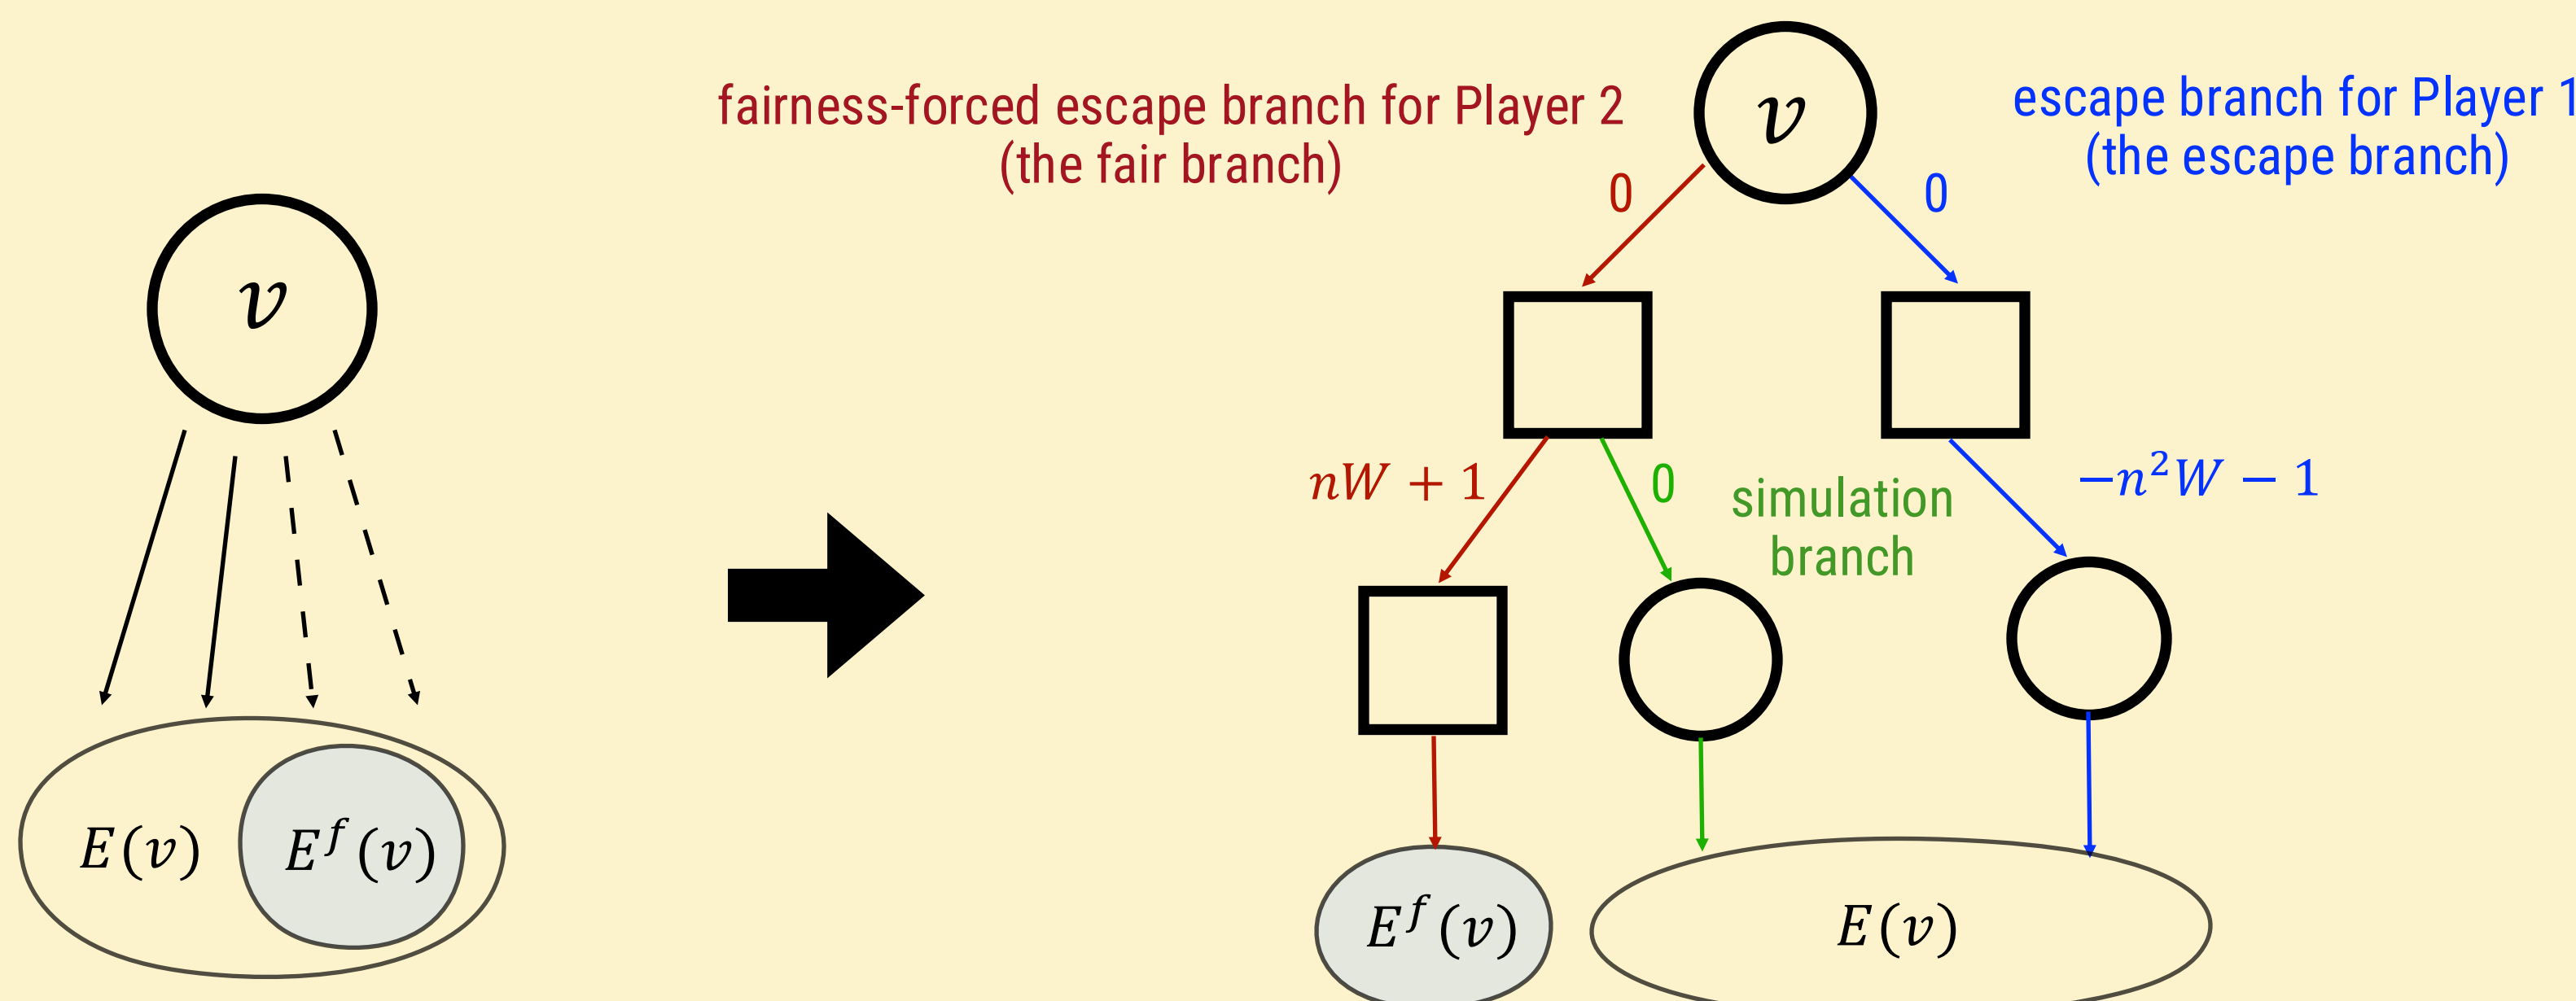 fairness-forced escape branch for Player 2
(the fair branch)
v
escape branch for Player 1
(the escape branch)
0
0
v
nW + 1
0
simulation
branch
−n²W − 1
E(v)
E^f(v)
E^f(v)
E(v)